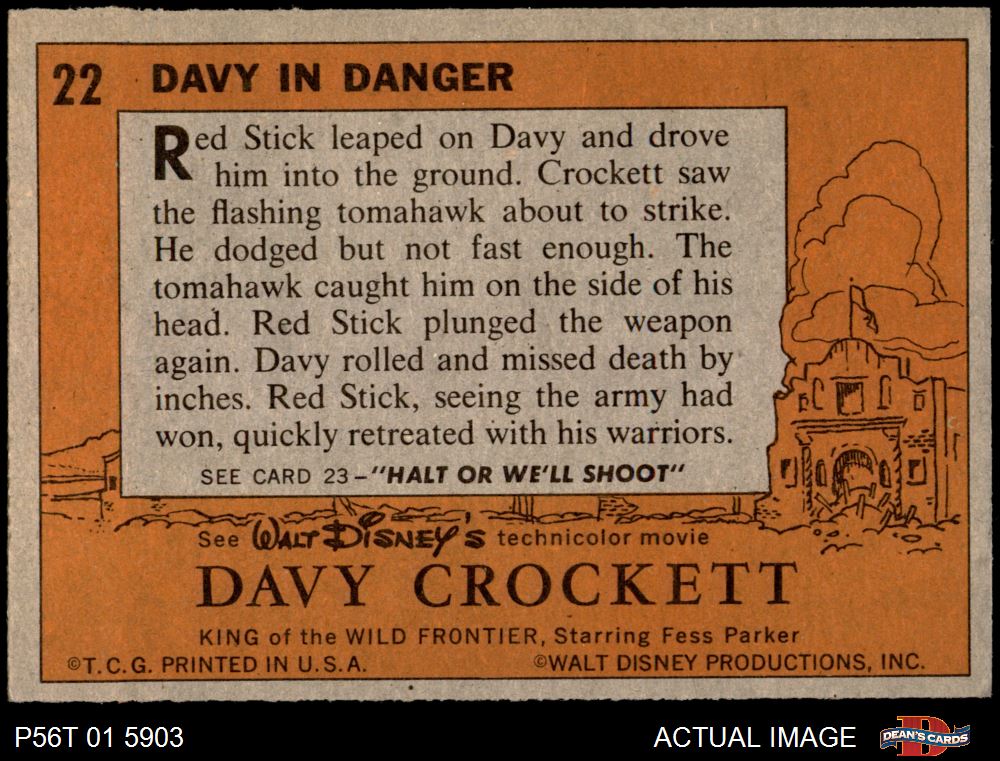 22 DAVY IN DANGER
Red Stick leaped on Davy and drove
him into the ground. Crockett saw
the flashing tomahawk about to strike.
He dodged but not fast enough. The
tomahawk caught him on the side of his
head. Red Stick plunged the weapon
again. Davy rolled and missed death by
inches. Red Stick, seeing the army had
won, quickly retreated with his warriors.
SEE CARD 23–"HALT OR WE'LL SHOOT"
See WALT DISNEY'S technicolor movie
DAVY CROCKETT
KING of the WILD FRONTIER, Starring Fess Parker
©T.C.G. PRINTED IN U.S.A. ©WALT DISNEY PRODUCTIONS, INC.
P56T 01 5903 ACTUAL IMAGE DEAN'S CARDS